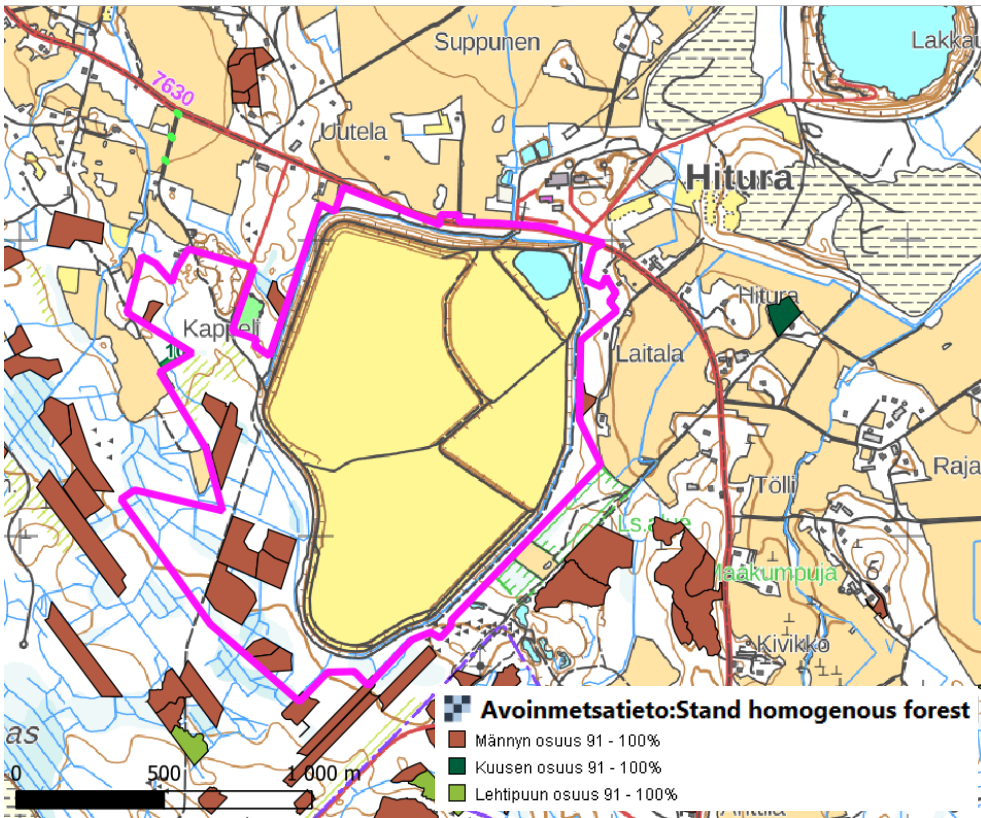 Suppunen
7630
Uutela
Hitura
Hitura
Kappeli
Laitala
Raja
Tölli
Ls.alue
Maakumpuja
Kivikko
as
0 500 1 000 m
Avoinmetsatieto:Stand homogenous forest
Männyn osuus 91 - 100%
Kuusen osuus 91 - 100%
Lehtipuun osuus 91 - 100%